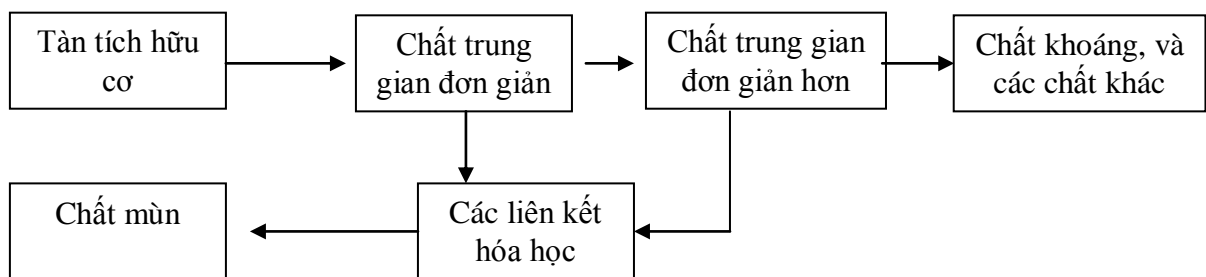 Tàn tích hữu
cơ
Chất trung
gian đơn giản
Chất trung gian
đơn giản hơn
Chất khoáng, và
các chất khác
Chất mùn
Các liên kết
hóa học